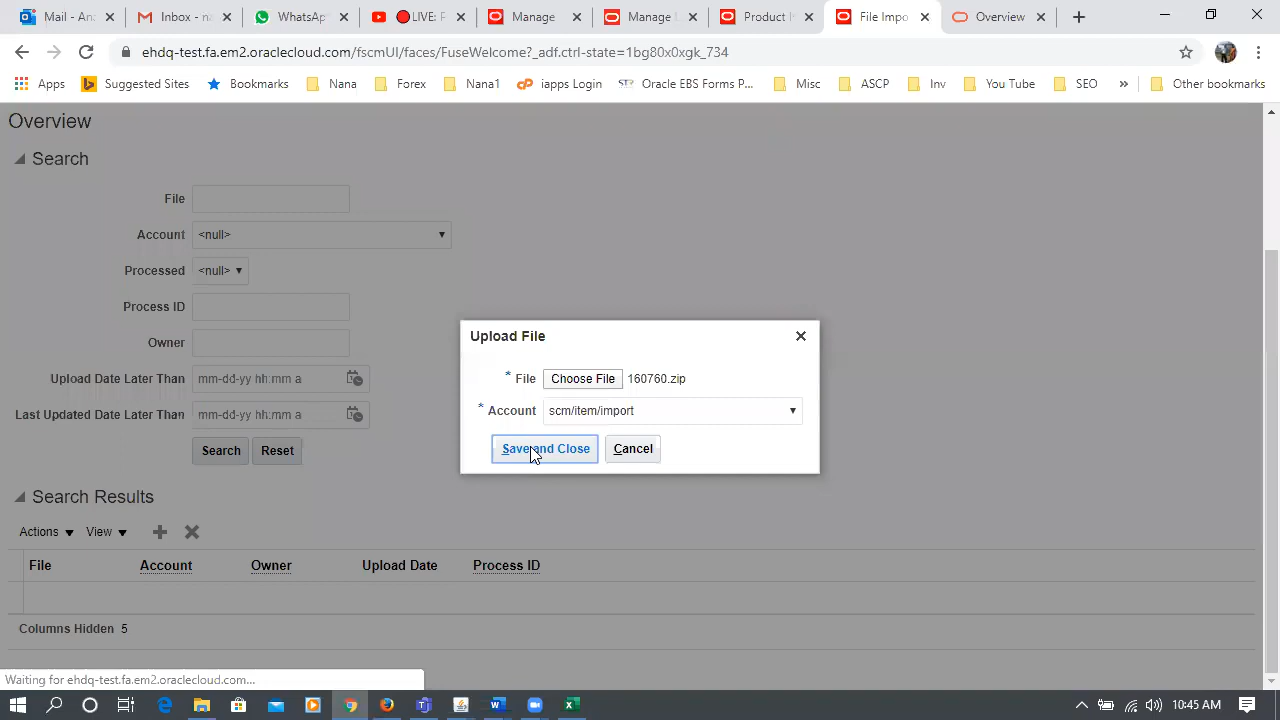 Mail - An
Inbox - na
WhatsAp
LIVE: F
Manage
Manage M
Product I
File Impo
Overview
ehdq-test.fa.em2.oraclecloud.com/fscmUI/faces/FuseWelcome?_adf.ctrl-state=1bg80x0xgk_734
Apps Suggested Sites Bookmarks Nana Forex Nana1 iapps Login Oracle EBS Forms P... Misc ASCP Inv You Tube SEO » Other bookmarks
Overview
Search
File
Account <null>
Processed <null>
Process ID
Owner
Upload Date Later Than mm-dd-yy hh:mm a
Last Updated Date Later Than mm-dd-yy hh:mm a
Search Reset
Upload File
* File Choose File 160760.zip
* Account scm/item/import
Save and Close Cancel
Search Results
Actions View
File Account Owner Upload Date Process ID
Columns Hidden 5
Waiting for ehdq-test.fa.em2.oraclecloud.com...
10:45 AM